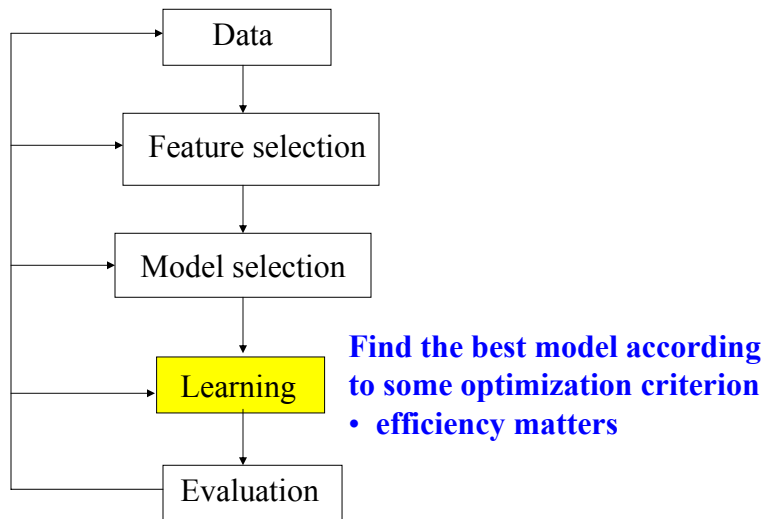 Data
Feature selection
Model selection
Learning
Find the best model according
to some optimization criterion
• efficiency matters
Evaluation